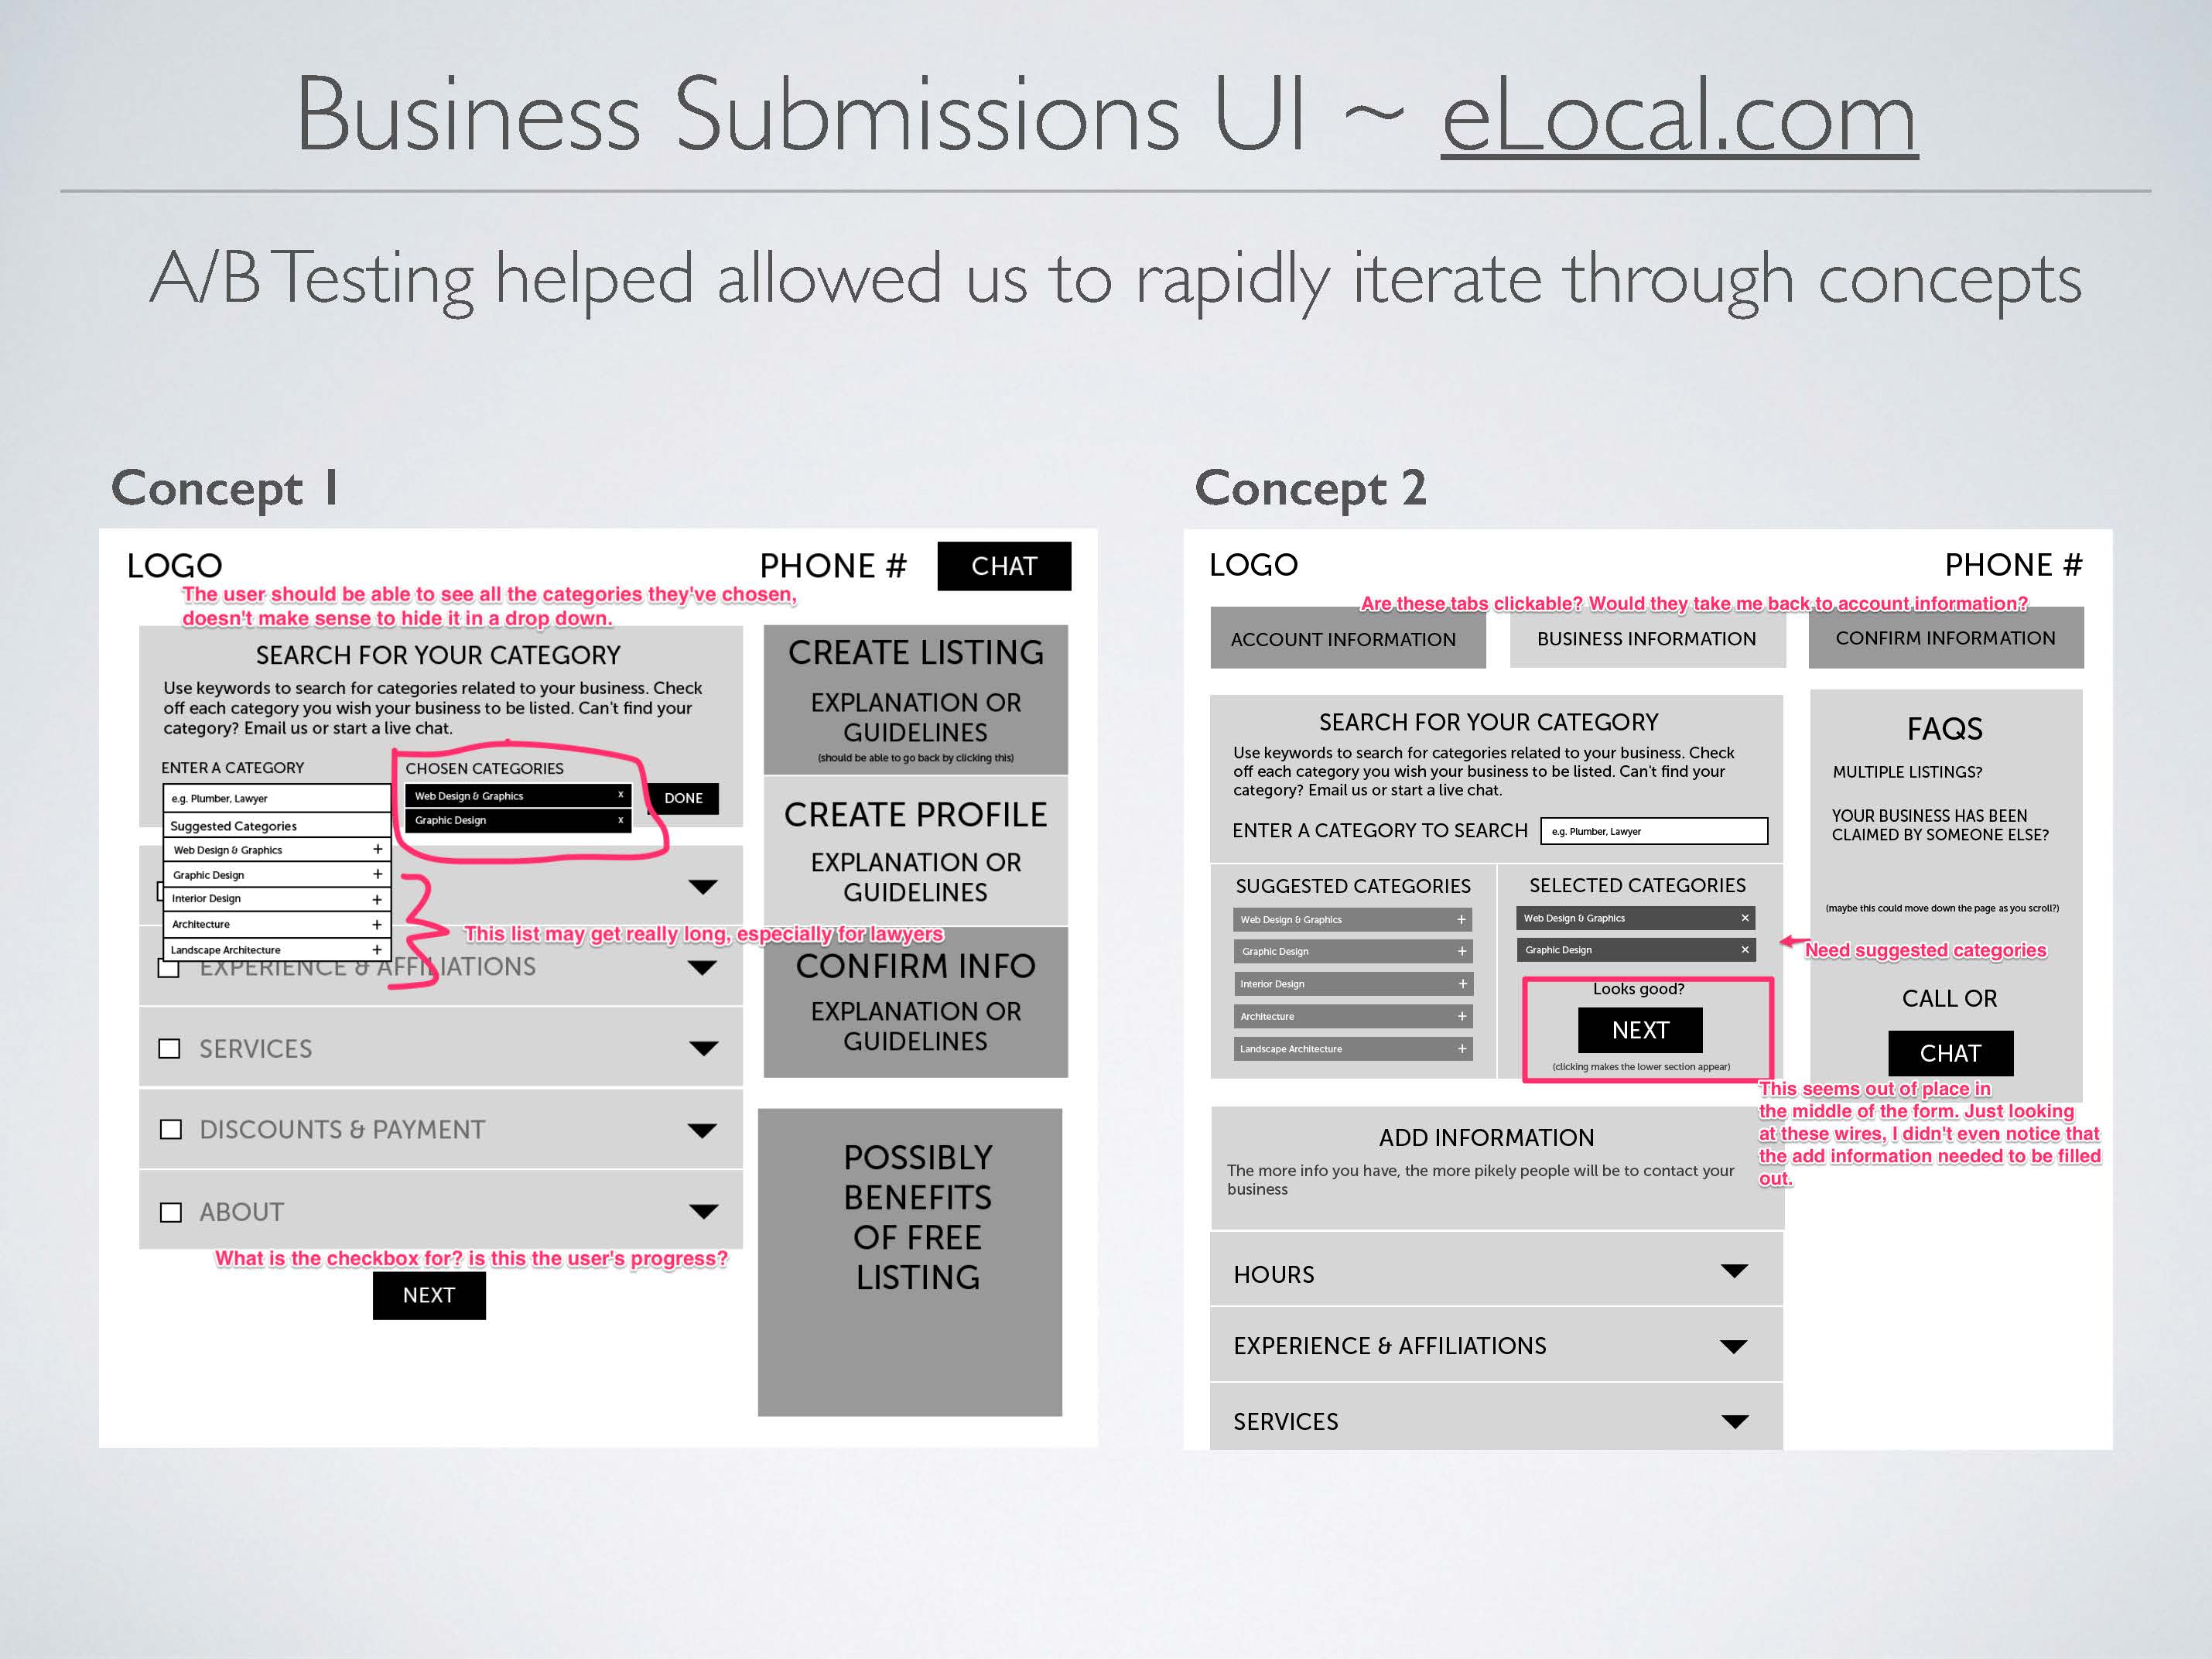 Business Submissions UI ~ eLocal.com
A/B Testing helped allowed us to rapidly iterate through concepts
Concept 1
LOGO
PHONE #
CHAT
The user should be able to see all the categories they've chosen,
doesn't make sense to hide it in a drop down.
SEARCH FOR YOUR CATEGORY
Use keywords to search for categories related to your business. Check
off each category you wish your business to be listed. Can't find your
category? Email us or start a live chat.
ENTER A CATEGORY
e.g. Plumber, Lawyer
Suggested Categories
Web Design & Graphics +
Graphic Design +
Interior Design +
Architecture +
Landscape Architecture +
CHOSEN CATEGORIES
Web Design & Graphics x
Graphic Design x
DONE
This list may get really long, especially for lawyers
EXPERIENCE & AFFILIATIONS
SERVICES
DISCOUNTS & PAYMENT
ABOUT
What is the checkbox for? is this the user's progress?
NEXT
CREATE LISTING
EXPLANATION OR
GUIDELINES
(should be able to go back by clicking this)
CREATE PROFILE
EXPLANATION OR
GUIDELINES
CONFIRM INFO
EXPLANATION OR
GUIDELINES
POSSIBLY
BENEFITS
OF FREE
LISTING
Concept 2
LOGO
PHONE #
Are these tabs clickable? Would they take me back to account information?
ACCOUNT INFORMATION
BUSINESS INFORMATION
CONFIRM INFORMATION
SEARCH FOR YOUR CATEGORY
Use keywords to search for categories related to your business. Check
off each category you wish your business to be listed. Can't find your
category? Email us or start a live chat.
ENTER A CATEGORY TO SEARCH
e.g. Plumber, Lawyer
SUGGESTED CATEGORIES
Web Design & Graphics +
Graphic Design +
Interior Design +
Architecture +
Landscape Architecture +
SELECTED CATEGORIES
Web Design & Graphics ×
Graphic Design ×
Looks good?
NEXT
(clicking makes the lower section appear)
FAQS
MULTIPLE LISTINGS?
YOUR BUSINESS HAS BEEN
CLAIMED BY SOMEONE ELSE?
(maybe this could move down the page as you scroll?)
Need suggested categories
CALL OR
CHAT
This seems out of place in
the middle of the form. Just looking
at these wires, I didn't even notice that
the add information needed to be filled
out.
ADD INFORMATION
The more info you have, the more pikely people will be to contact your
business
HOURS
EXPERIENCE & AFFILIATIONS
SERVICES